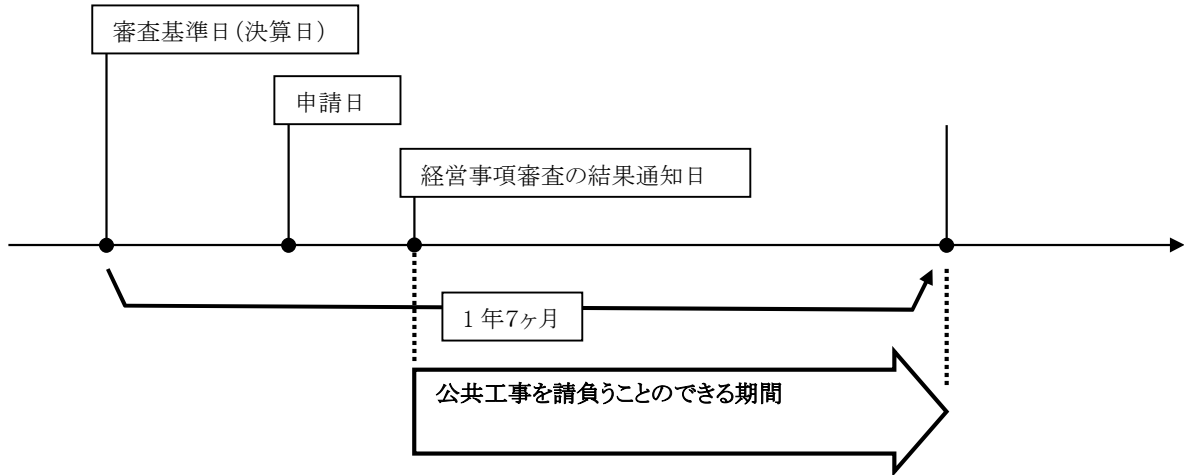 審査基準日(決算日)
申請日
経営事項審査の結果通知日
1年7ヶ月
公共工事を請負うことのできる期間